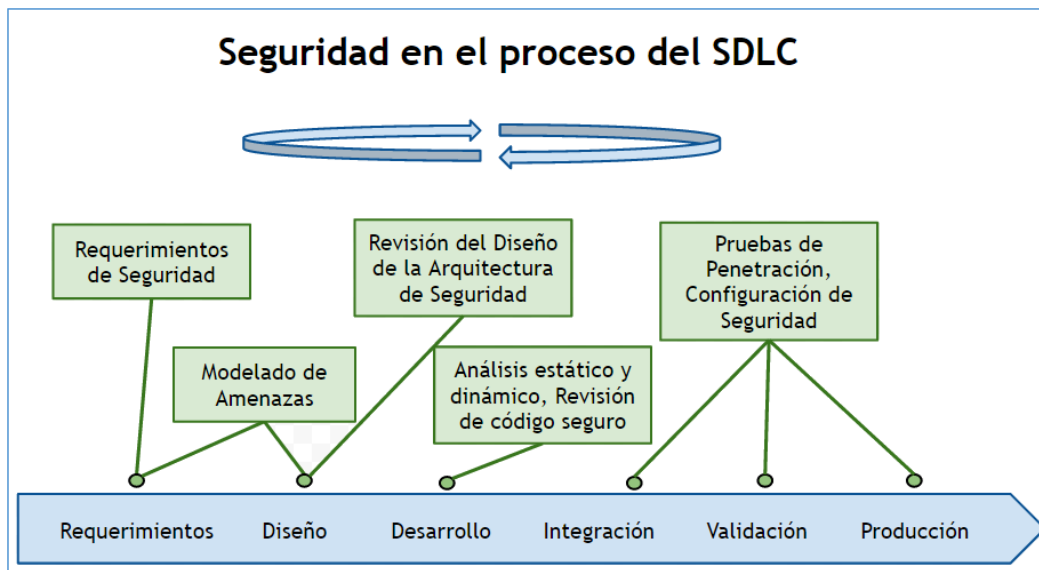 Seguridad en el proceso del SDLC
Requerimientos
de Seguridad
Revisión del Diseño
de la Arquitectura
de Seguridad
Pruebas de
Penetración,
Configuración de
Seguridad
Modelado de
Amenazas
Análisis estático y
dinámico, Revisión
de código seguro
Requerimientos
Diseño
Desarrollo
Integración
Validación
Producción